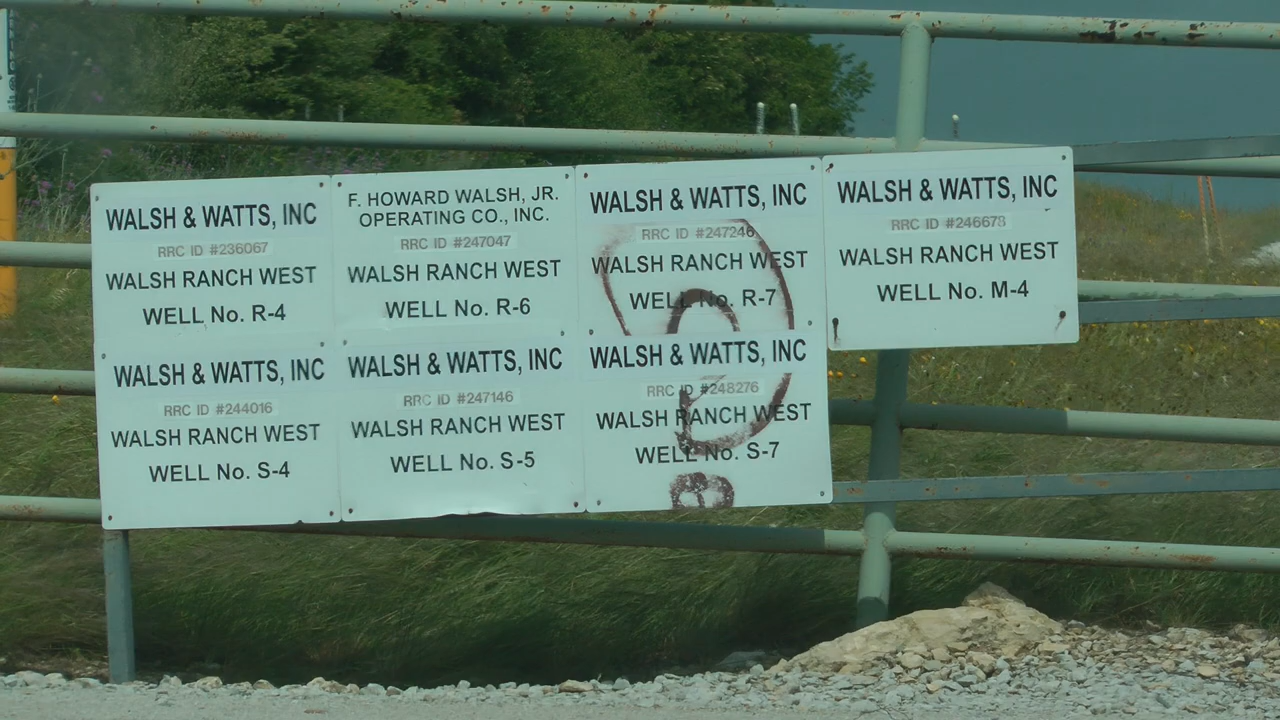 WALSH & WATTS, INC
RRC ID #236067
WALSH RANCH WEST
WELL No. R-4
F. HOWARD WALSH, JR.
OPERATING CO., INC.
RRC ID #247047
WALSH RANCH WEST
WELL No. R-6
WALSH & WATTS, INC
RRC ID #247246
WALSH RANCH WEST
WELL No. R-7
WALSH & WATTS, INC
RRC ID #246678
WALSH RANCH WEST
WELL No. M-4
WALSH & WATTS, INC
RRC ID #244016
WALSH RANCH WEST
WELL No. S-4
WALSH & WATTS, INC
RRC ID #247146
WALSH RANCH WEST
WELL No. S-5
WALSH & WATTS, INC
RRC ID #248276
WALSH RANCH WEST
WELL No. S-7